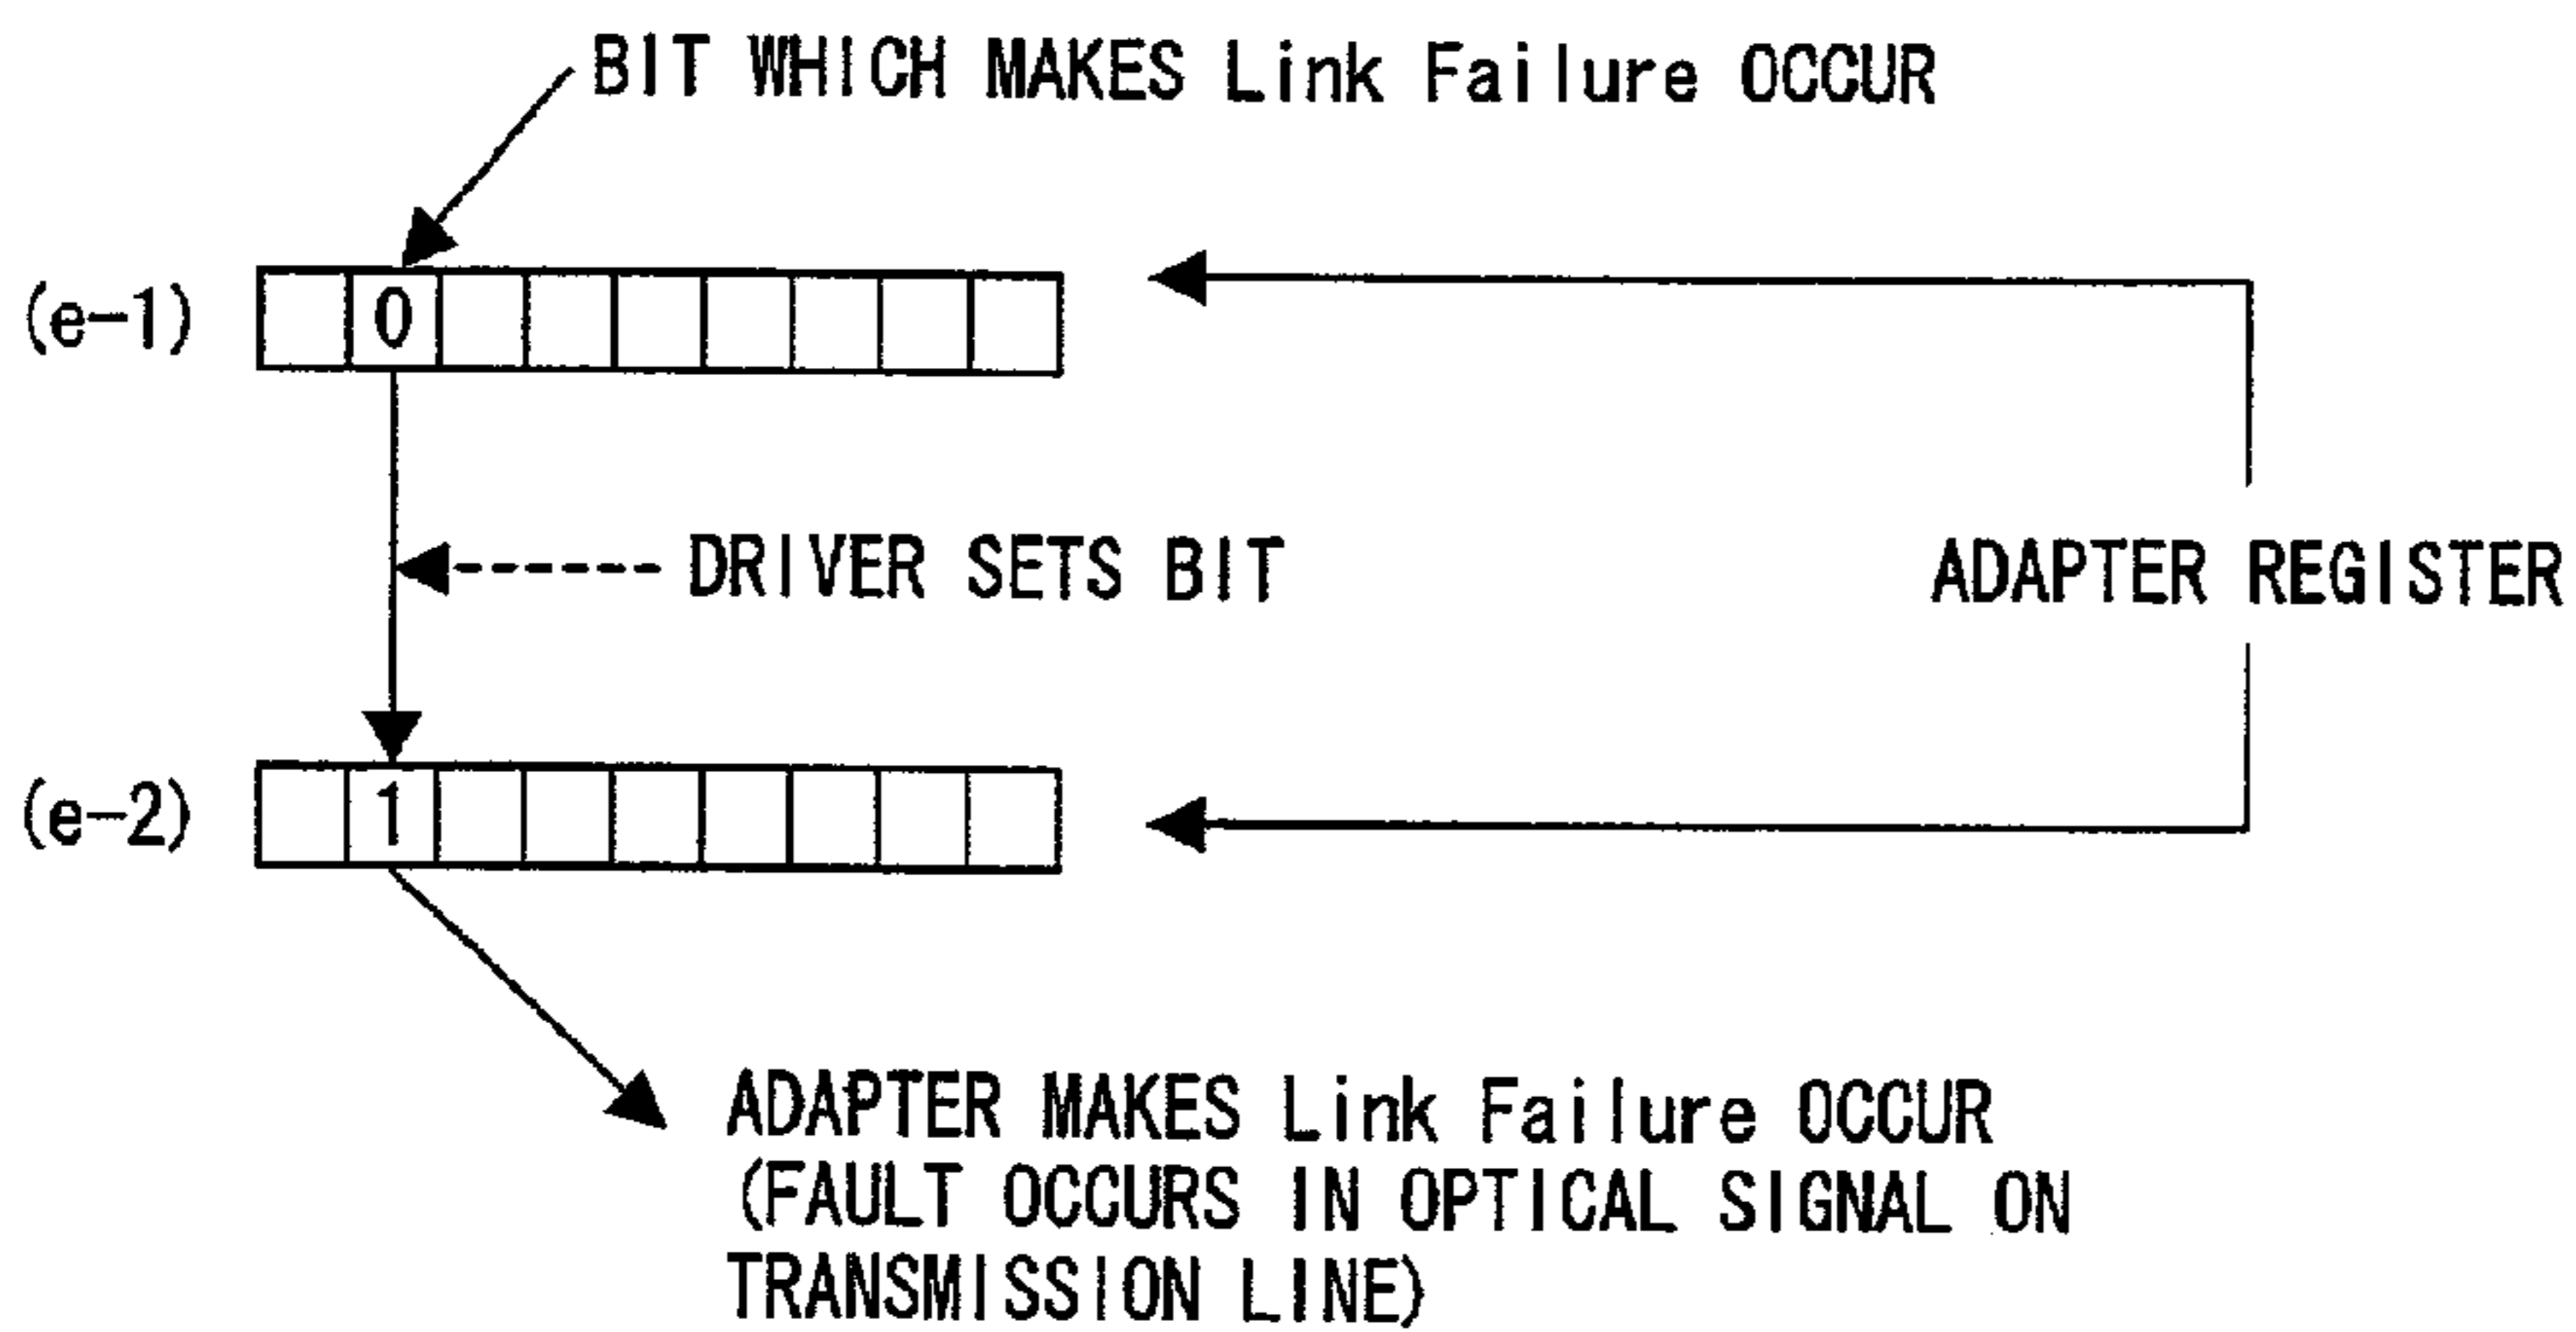 BIT WHICH MAKES Link Failure OCCUR
(e-1)
0
DRIVER SETS BIT
ADAPTER REGISTER
(e-2)
1
ADAPTER MAKES Link Failure OCCUR
(FAULT OCCURS IN OPTICAL SIGNAL ON
TRANSMISSION LINE)